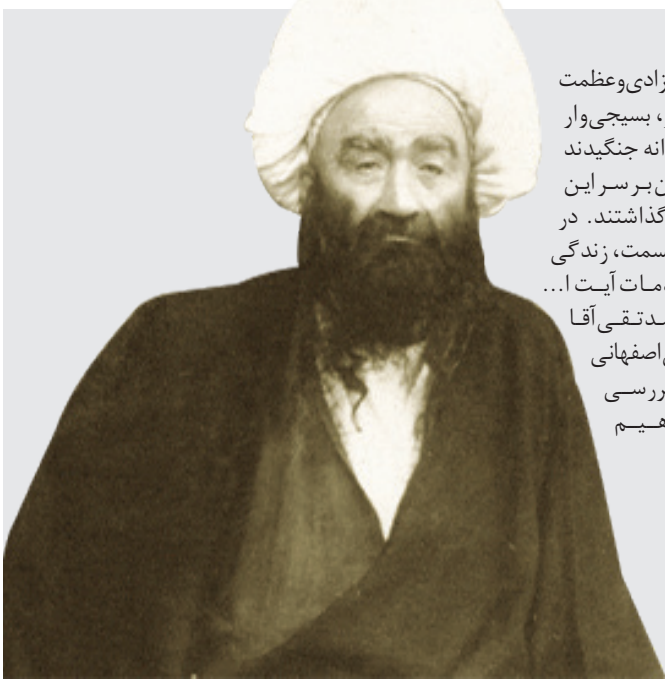 زادی‌وعظمت
، بسیجی‌وار
انه جنگیدند
ن‌بر سر این
گذاشتند. در
سمت، زندگی
مات آیت ا...
دتقی‌آقا
اصفهانی
ررسی
هیم